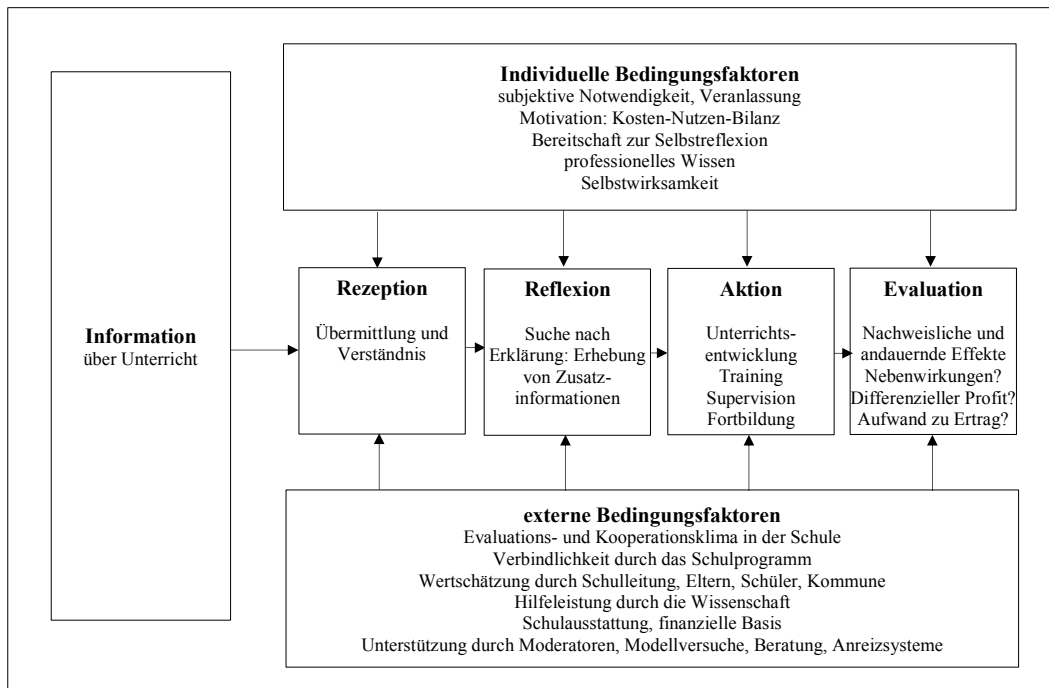 Individuelle Bedingungsfaktoren
subjektive Notwendigkeit, Veranlassung
Motivation: Kosten-Nutzen-Bilanz
Bereitschaft zur Selbstreflexion
professionelles Wissen
Selbstwirksamkeit
Information
über Unterricht
Rezeption
Übermittlung und
Verständnis
Reflexion
Suche nach
Erklärung: Erhebung
von Zusatz-
informationen
Aktion
Unterrichts-
entwicklung
Training
Supervision
Fortbildung
Evaluation
Nachweisliche und
andauernde Effekte
Nebenwirkungen?
Differenzieller Profit?
Aufwand zu Ertrag?
externe Bedingungsfaktoren
Evaluations- und Kooperationsklima in der Schule
Verbindlichkeit durch das Schulprogramm
Wertschätzung durch Schulleitung, Eltern, Schüler, Kommune
Hilfeleistung durch die Wissenschaft
Schulausstattung, finanzielle Basis
Unterstützung durch Moderatoren, Modellversuche, Beratung, Anreizsysteme